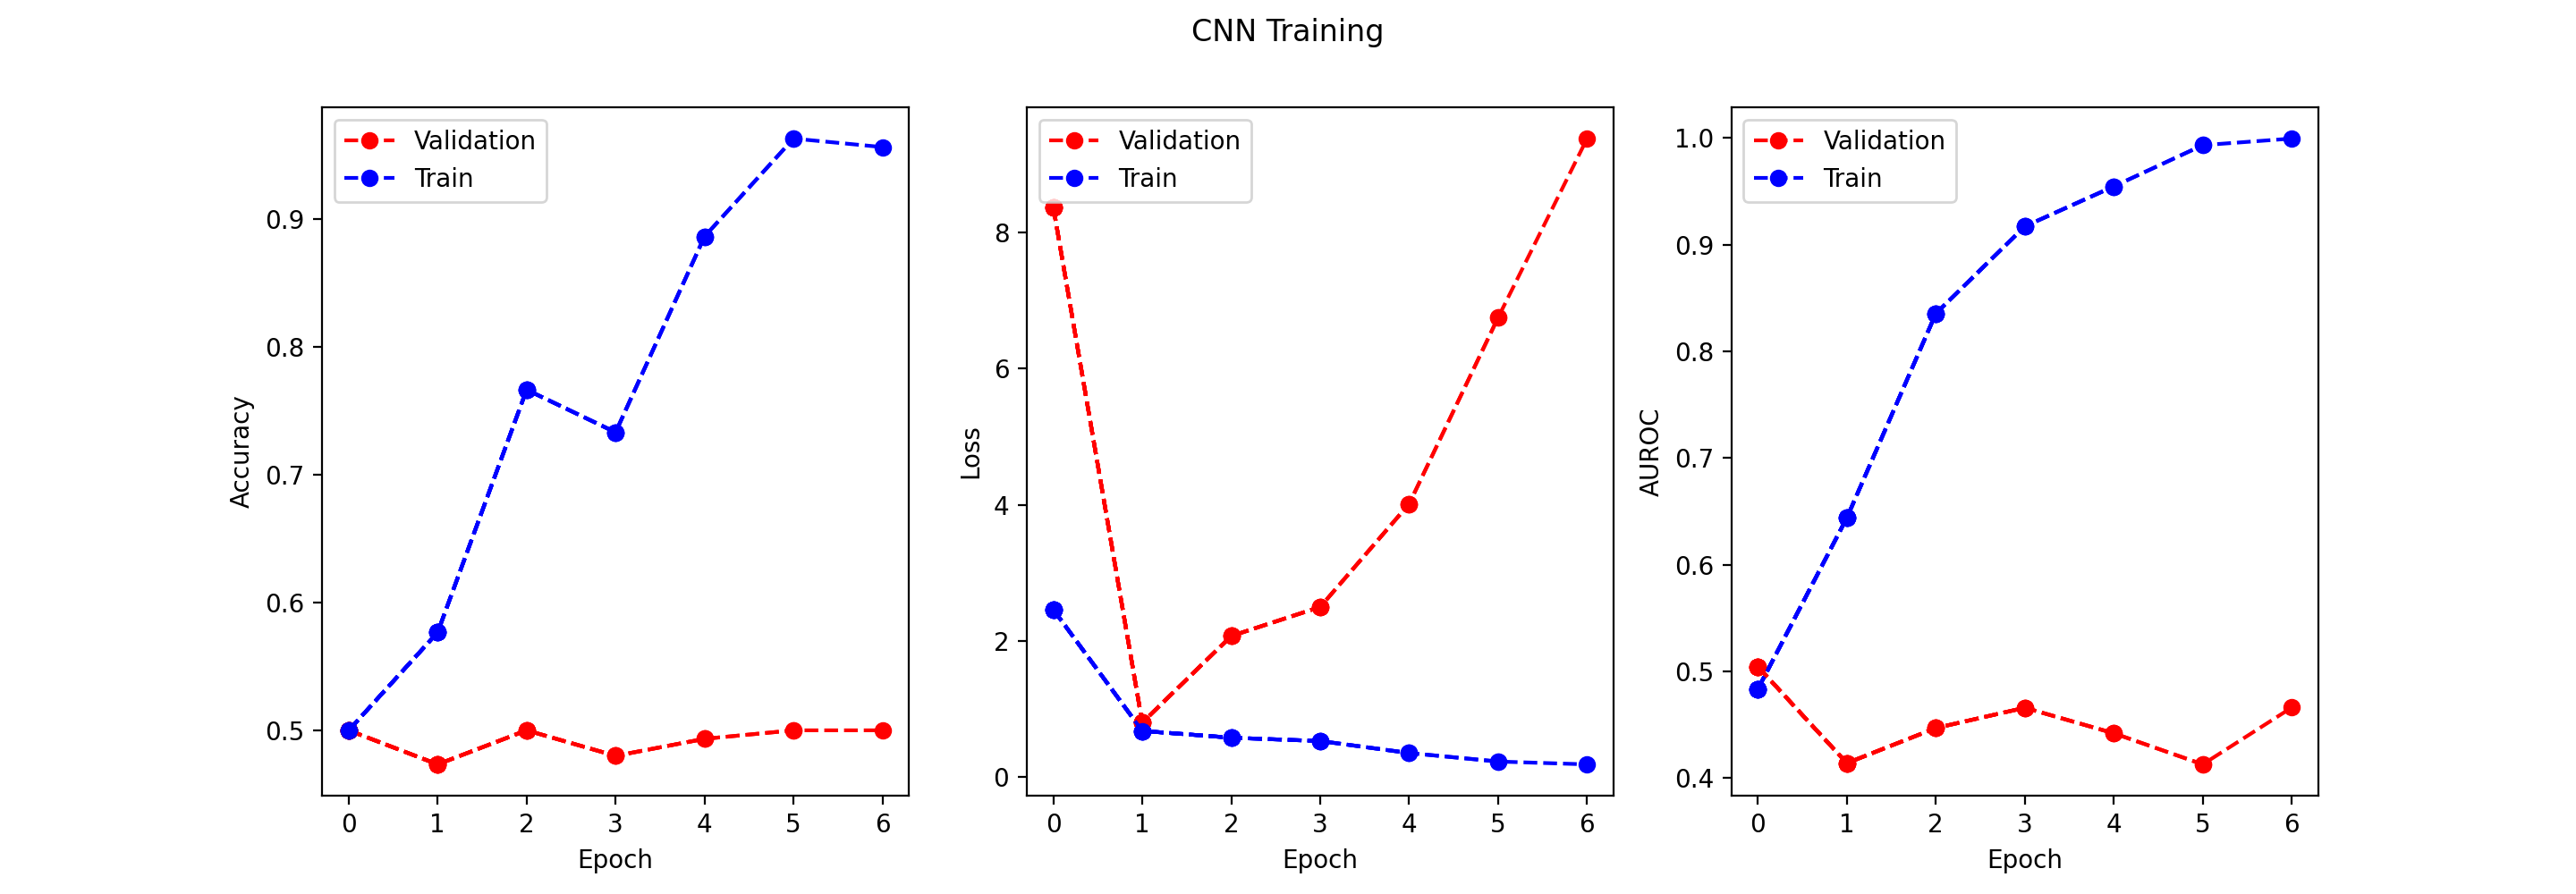 CNN Training
Validation
Train
0.9
0.8
0.7
0.6
0.5
Accuracy
0 1 2 3 4 5 6
Epoch
Validation
Train
8
6
4
2
0
Loss
0 1 2 3 4 5 6
Epoch
Validation
Train
1.0
0.9
0.8
0.7
0.6
0.5
0.4
AUROC
0 1 2 3 4 5 6
Epoch